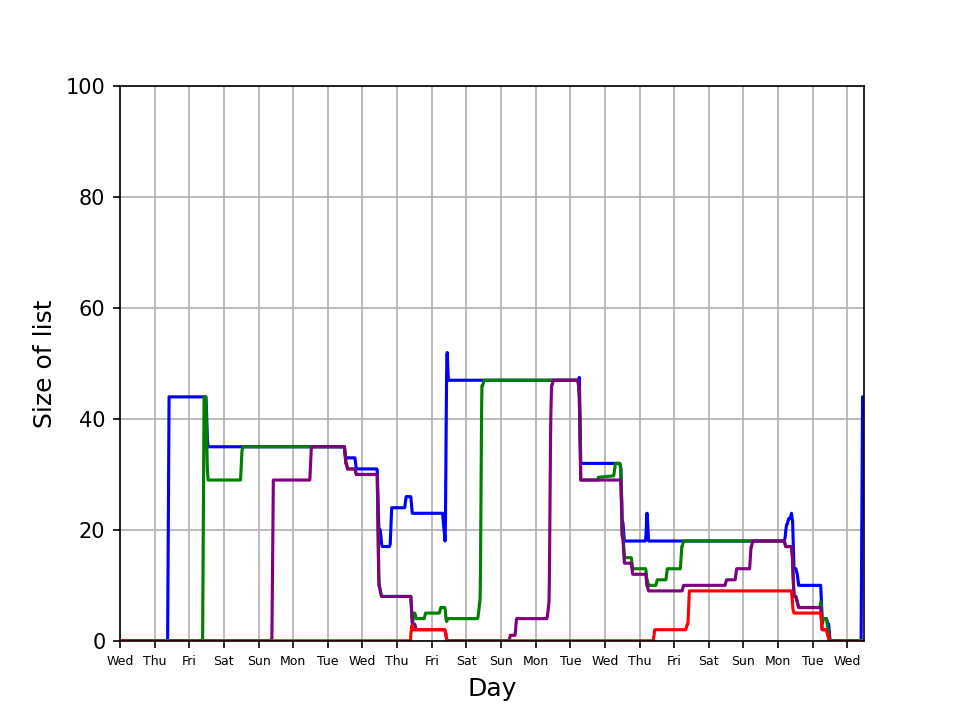 100
80
60
40
20
0
Size of list
Wed Thu Fri Sat Sun Mon Tue Wed Thu Fri Sat Sun Mon Tue Wed Thu Fri Sat Sun Mon Tue Wed
Day